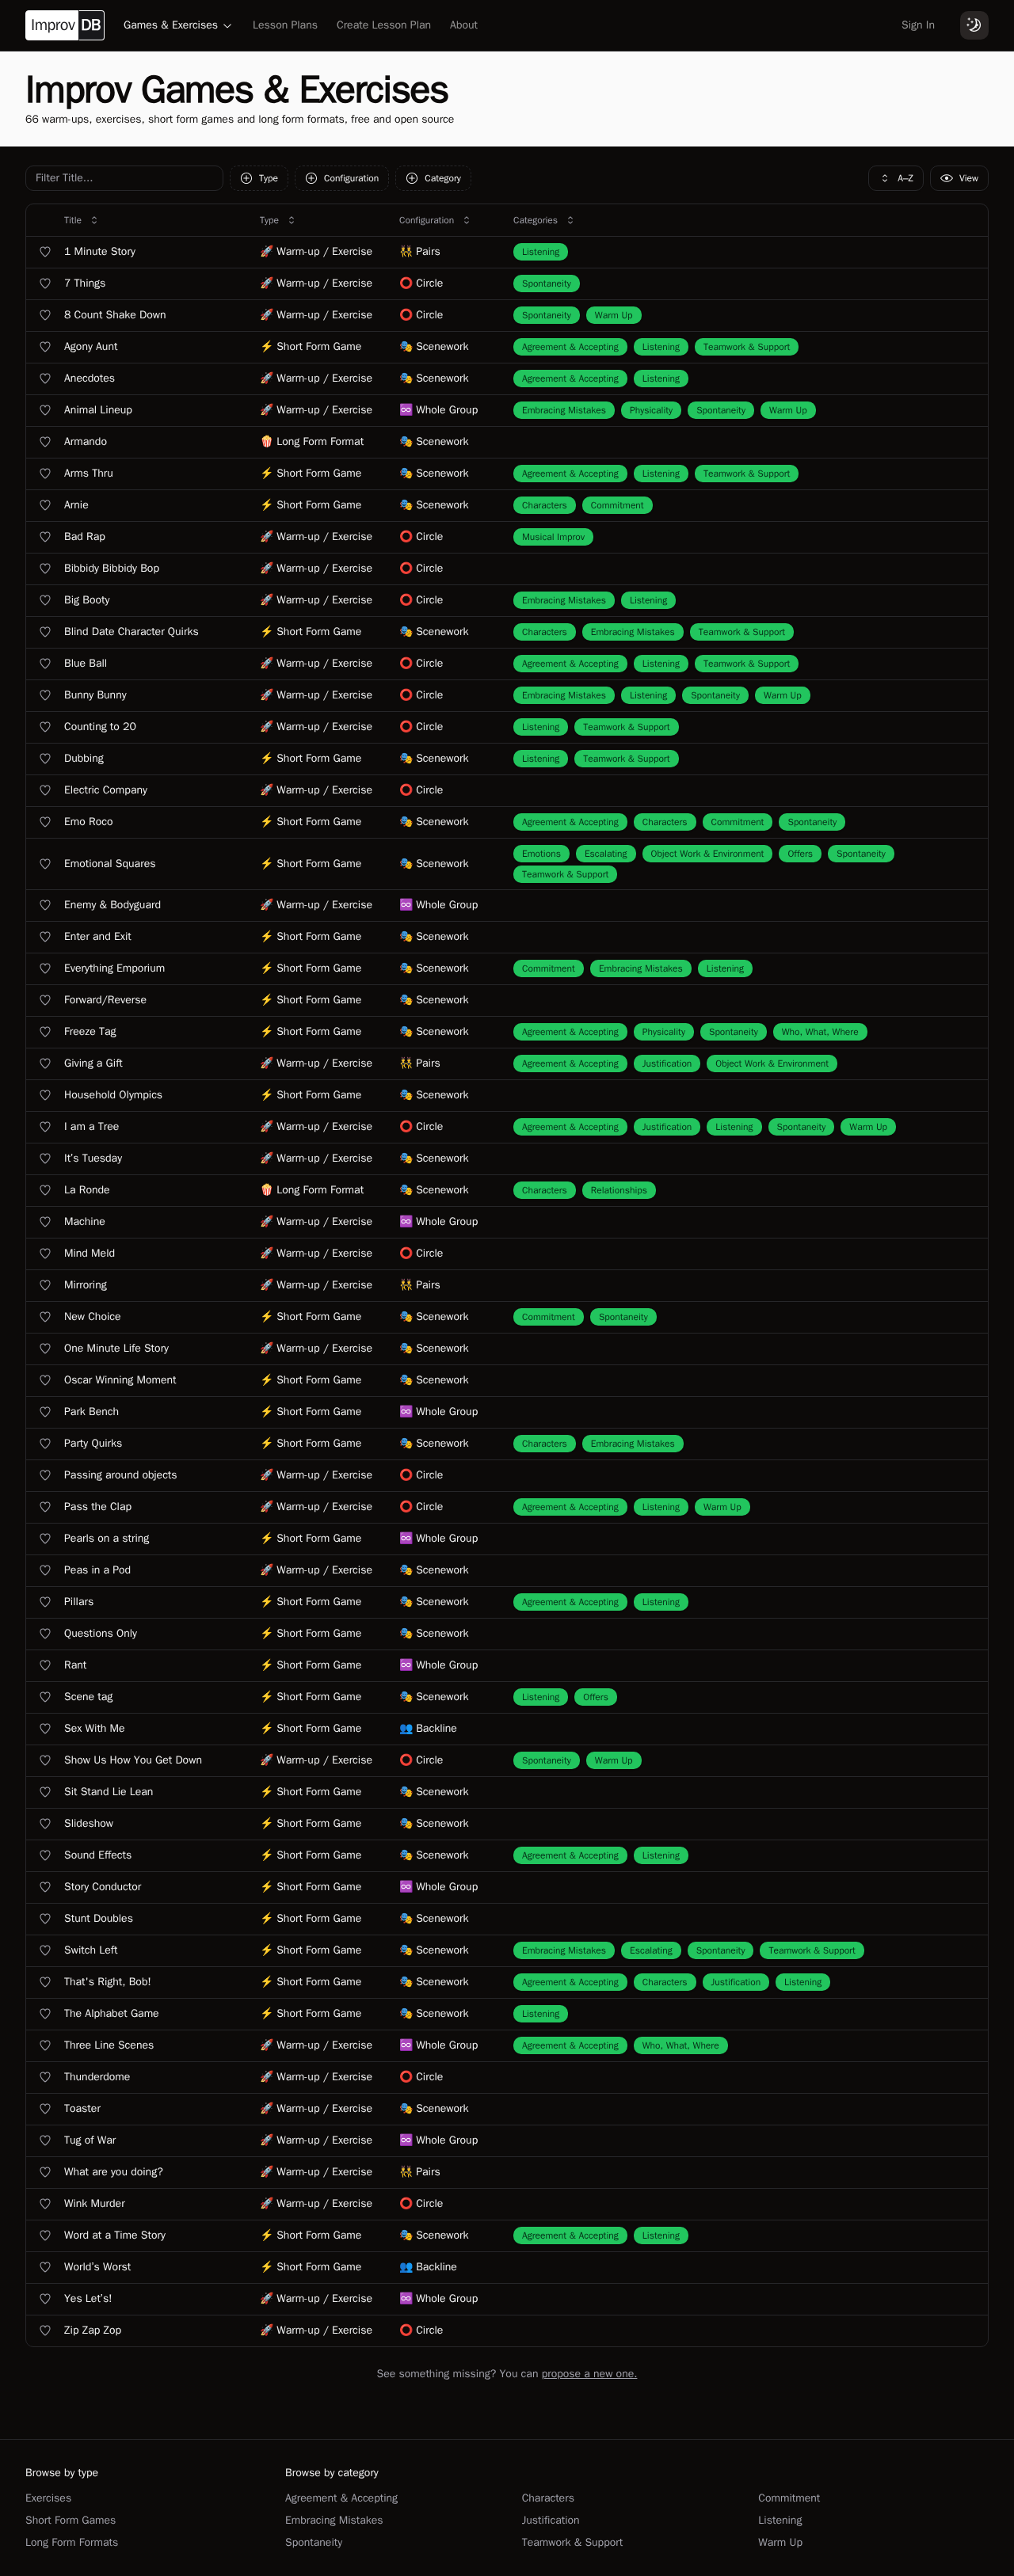 Improv DB Games & Exercises Lesson Plans Create Lesson Plan About Sign In
Improv Games & Exercises
66 warm-ups, exercises, short form games and long form formats, free and open source
Filter Title... Type Configuration Category A–Z View
Title Type Configuration Categories
1 Minute Story Warm-up / Exercise Pairs Listening
7 Things Warm-up / Exercise Circle Spontaneity
8 Count Shake Down Warm-up / Exercise Circle Spontaneity Warm Up
Agony Aunt Short Form Game Scenework Agreement & Accepting Listening Teamwork & Support
Anecdotes Warm-up / Exercise Scenework Agreement & Accepting Listening
Animal Lineup Warm-up / Exercise Whole Group Embracing Mistakes Physicality Spontaneity Warm Up
Armando Long Form Format Scenework
Arms Thru Short Form Game Scenework Agreement & Accepting Listening Teamwork & Support
Arnie Short Form Game Scenework Characters Commitment
Bad Rap Warm-up / Exercise Circle Musical Improv
Bibbidy Bibbidy Bop Warm-up / Exercise Circle
Big Booty Warm-up / Exercise Circle Embracing Mistakes Listening
Blind Date Character Quirks Short Form Game Scenework Characters Embracing Mistakes Teamwork & Support
Blue Ball Warm-up / Exercise Circle Agreement & Accepting Listening Teamwork & Support
Bunny Bunny Warm-up / Exercise Circle Embracing Mistakes Listening Spontaneity Warm Up
Counting to 20 Warm-up / Exercise Circle Listening Teamwork & Support
Dubbing Short Form Game Scenework Listening Teamwork & Support
Electric Company Warm-up / Exercise Circle
Emo Roco Short Form Game Scenework Agreement & Accepting Characters Commitment Spontaneity
Emotional Squares Short Form Game Scenework Emotions Escalating Object Work & Environment Offers Spontaneity
Teamwork & Support
Enemy & Bodyguard Warm-up / Exercise Whole Group
Enter and Exit Short Form Game Scenework
Everything Emporium Short Form Game Scenework Commitment Embracing Mistakes Listening
Forward/Reverse Short Form Game Scenework
Freeze Tag Short Form Game Scenework Agreement & Accepting Physicality Spontaneity Who, What, Where
Giving a Gift Warm-up / Exercise Pairs Agreement & Accepting Justification Object Work & Environment
Household Olympics Short Form Game Scenework
I am a Tree Warm-up / Exercise Circle Agreement & Accepting Justification Listening Spontaneity Warm Up
It's Tuesday Warm-up / Exercise Scenework
La Ronde Long Form Format Scenework Characters Relationships
Machine Warm-up / Exercise Whole Group
Mind Meld Warm-up / Exercise Circle
Mirroring Warm-up / Exercise Pairs
New Choice Short Form Game Scenework Commitment Spontaneity
One Minute Life Story Warm-up / Exercise Scenework
Oscar Winning Moment Short Form Game Scenework
Park Bench Short Form Game Whole Group
Party Quirks Short Form Game Scenework Characters Embracing Mistakes
Passing around objects Warm-up / Exercise Circle
Pass the Clap Warm-up / Exercise Circle Agreement & Accepting Listening Warm Up
Pearls on a string Short Form Game Whole Group
Peas in a Pod Warm-up / Exercise Scenework
Pillars Short Form Game Scenework Agreement & Accepting Listening
Questions Only Short Form Game Scenework
Rant Short Form Game Whole Group
Scene tag Short Form Game Scenework Listening Offers
Sex With Me Short Form Game Backline
Show Us How You Get Down Warm-up / Exercise Circle Spontaneity Warm Up
Sit Stand Lie Lean Short Form Game Scenework
Slideshow Short Form Game Scenework
Sound Effects Short Form Game Scenework Agreement & Accepting Listening
Story Conductor Short Form Game Whole Group
Stunt Doubles Short Form Game Scenework
Switch Left Short Form Game Scenework Embracing Mistakes Escalating Spontaneity Teamwork & Support
That's Right, Bob! Short Form Game Scenework Agreement & Accepting Characters Justification Listening
The Alphabet Game Short Form Game Scenework Listening
Three Line Scenes Warm-up / Exercise Whole Group Agreement & Accepting Who, What, Where
Thunderdome Warm-up / Exercise Circle
Toaster Warm-up / Exercise Scenework
Tug of War Warm-up / Exercise Whole Group
What are you doing? Warm-up / Exercise Pairs
Wink Murder Warm-up / Exercise Circle
Word at a Time Story Short Form Game Scenework Agreement & Accepting Listening
World's Worst Short Form Game Backline
Yes Let's! Warm-up / Exercise Whole Group
Zip Zap Zop Warm-up / Exercise Circle
See something missing? You can propose a new one.
Browse by type Browse by category
Exercises Agreement & Accepting Characters Commitment
Short Form Games Embracing Mistakes Justification Listening
Long Form Formats Spontaneity Teamwork & Support Warm Up